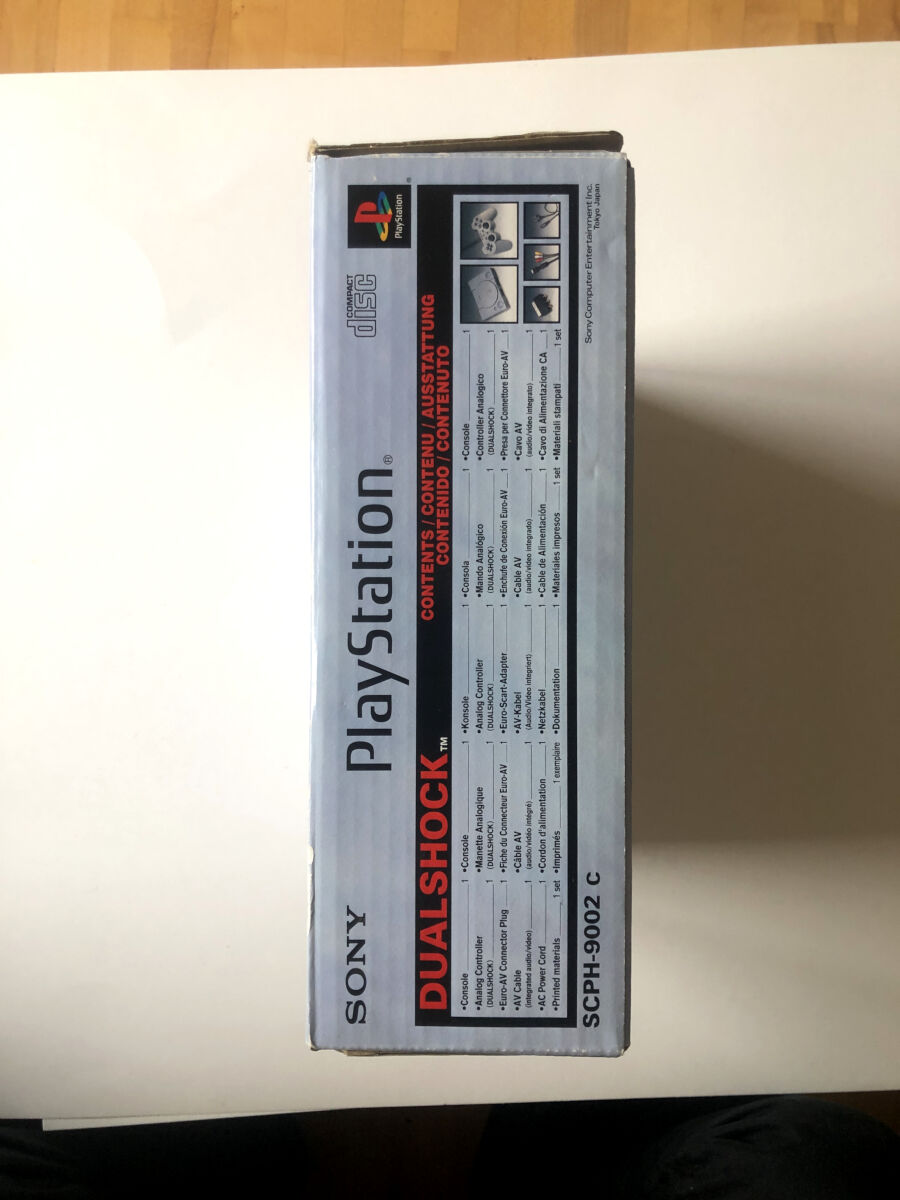 SONY
PlayStation®
COMPACT
disc
PlayStation
®
DUALSHOCK™
CONTENTS / CONTENU / AUSSTATTUNG
CONTENIDO / CONTENUTO
•Console 1
•Analog Controller
(DUALSHOCK) 1
•Euro-AV Connector Plug 1
•AV Cable
(integrated audio/video) 1
•AC Power Cord 1
•Printed materials 1 set
•Console 1
•Manette Analogique
(DUALSHOCK) 1
•Fiche du Connecteur Euro-AV 1
•Câble AV
(audio/vidéo intégré) 1
•Cordon d'alimentation 1
•Imprimés 1 exemplaire
•Konsole 1
•Analog Controller
(DUALSHOCK) 1
•Euro-Scart-Adapter 1
•AV-Kabel
(Audio/Video integriert) 1
•Netzkabel 1
•Dokumentation 1
•Consola 1
•Mando Analógico
(DUALSHOCK) 1
•Enchufe de Conexión Euro-AV 1
•Cable AV
(audio/vídeo integrado) 1
•Cable de Alimentación 1
•Materiales impresos 1 set
•Console 1
•Controller Analogico
(DUALSHOCK) 1
•Presa per Connettore Euro-AV 1
•Cavo AV
(audio/video integrato) 1
•Cavo di Alimentazione CA 1
•Materiali stampati 1 set
SCPH-9002 C
Sony Computer Entertainment Inc.
Tokyo Japan